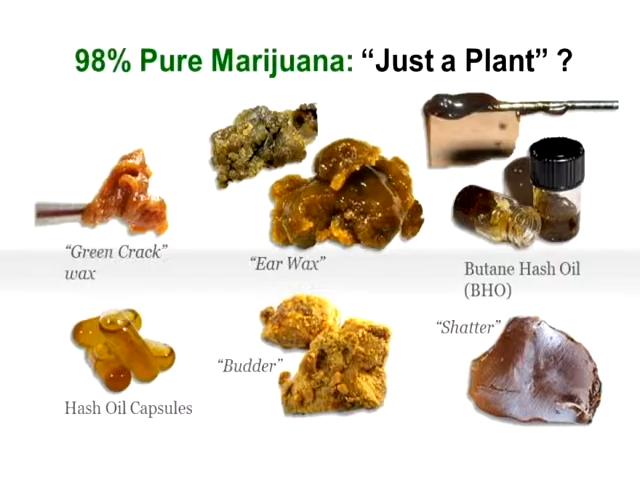 98% Pure Marijuana: “Just a Plant” ?
“Green Crack”
wax
“Ear Wax”
Butane Hash Oil
(BHO)
Hash Oil Capsules
“Budder”
“Shatter”